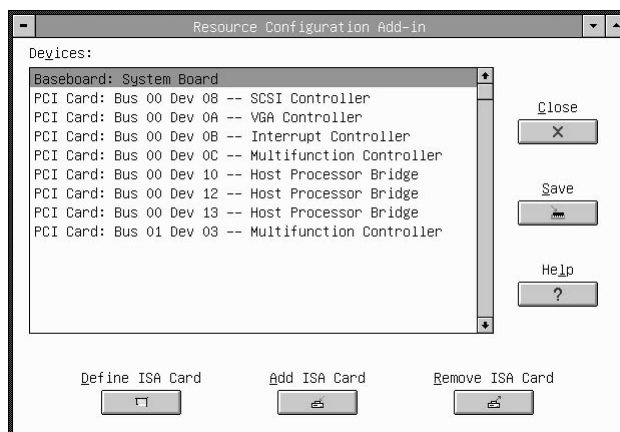 Resource Configuration Add-in
Devices:
Baseboard: System Board
PCI Card: Bus 00 Dev 08 -- SCSI Controller
PCI Card: Bus 00 Dev 0A -- VGA Controller
PCI Card: Bus 00 Dev 0B -- Interrupt Controller
PCI Card: Bus 00 Dev 0C -- Multifunction Controller
PCI Card: Bus 00 Dev 10 -- Host Processor Bridge
PCI Card: Bus 00 Dev 12 -- Host Processor Bridge
PCI Card: Bus 00 Dev 13 -- Host Processor Bridge
PCI Card: Bus 01 Dev 03 -- Multifunction Controller
Close
X
Save
Help
?
Define ISA Card
Add ISA Card
Remove ISA Card